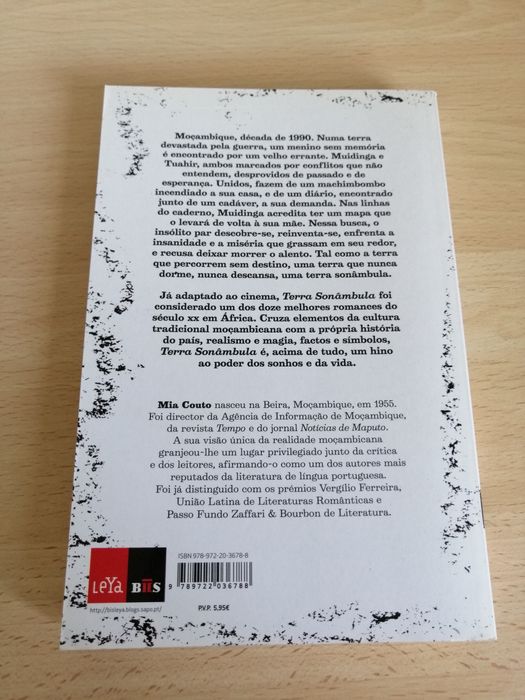 Moçambique, década de 1990. Numa terra
devastada pela guerra, um menino sem memória
é encontrado por um velho errante. Muidinga e
Tuahir, ambos marcados por conflitos que não
entendem, desprovidos de passado e de
esperança. Unidos, fazem de um machimbombo
incendiado a sua casa, e de um diário, encontrado
junto de um cadáver, a sua demanda. Nas linhas
do caderno, Muidinga acredita ter um mapa que
o levará de volta à sua mãe. Nessa busca, o
insólito par descobre-se, reinventa-se, enfrenta a
insanidade e a miséria que grassam em seu redor,
e recusa deixar morrer o alento. Tal como a terra
que percorrem sem destino, uma terra que nunca
dorme, nunca descansa, uma terra sonâmbula.
Já adaptado ao cinema, Terra Sonâmbula foi
considerado um dos doze melhores romances do
século XX em África. Cruza elementos da cultura
tradicional moçambicana com a própria história
do país, realismo e magia, factos e símbolos,
Terra Sonâmbula é, acima de tudo, um hino
ao poder dos sonhos e da vida.
Mia Couto nasceu na Beira, Moçambique, em 1955.
Foi director da Agência de Informação de Moçambique,
da revista Tempo e do jornal Notícias de Maputo.
A sua visão única da realidade moçambicana
granjeou-lhe um lugar privilegiado junto da crítica
e dos leitores, afirmando-o como um dos autores mais
reputados da literatura de língua portuguesa.
Foi já distinguido com os prémios Vergílio Ferreira,
União Latina de Literaturas Românticas e
Passo Fundo Zaffari & Bourbon de Literatura.
ISBN 978-972-20-3678-8
LeYa BIIS
9 789722 036788
http://bisleya.blogs.sapo.pt/
P.V.P. 5,95€